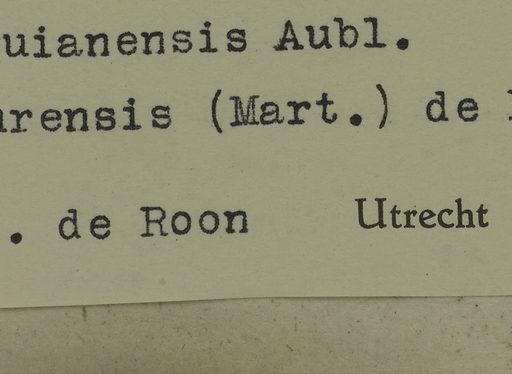 uianensis Aubl.
rensis (Mart.) de
. de Roon Utrecht